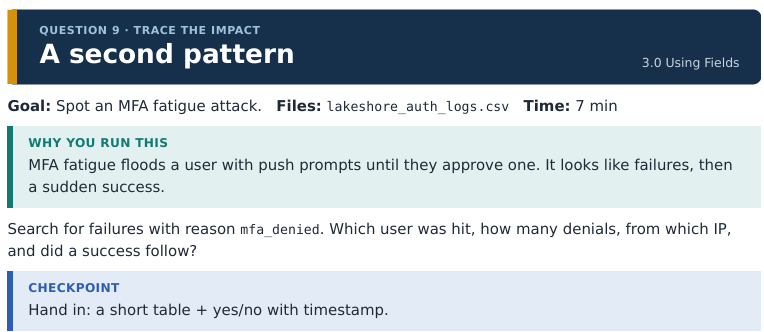 QUESTION 9 · TRACE THE IMPACT
A second pattern
3.0 Using Fields
Goal: Spot an MFA fatigue attack. Files: lakeshore_auth_logs.csv Time: 7 min
WHY YOU RUN THIS
MFA fatigue floods a user with push prompts until they approve one. It looks like failures, then
a sudden success.
Search for failures with reason mfa_denied. Which user was hit, how many denials, from which IP,
and did a success follow?
CHECKPOINT
Hand in: a short table + yes/no with timestamp.